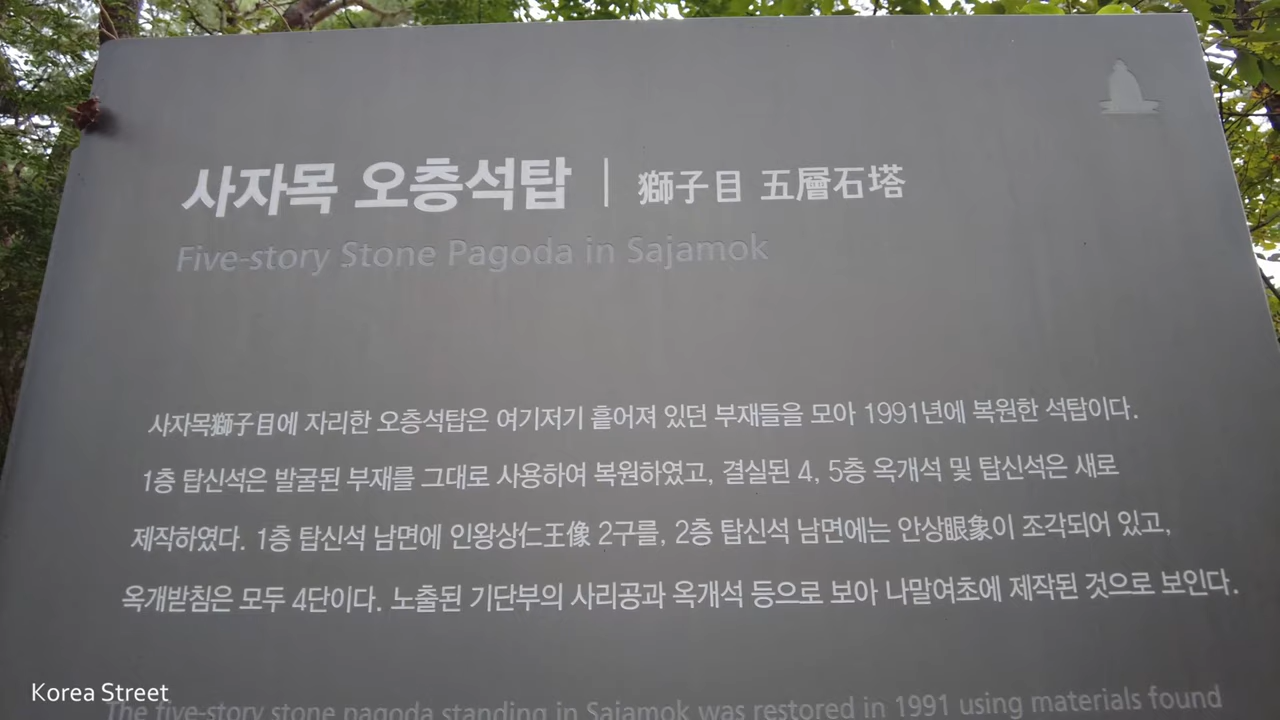 사자목 오층석탑 | 獅子目 五層石塔
Five-story Stone Pagoda in Sajamok
사자목獅子目에 자리한 오층석탑은 여기저기 흩어져 있던 부재들을 모아 1991년에 복원한 석탑이다.
1층 탑신석은 발굴된 부재를 그대로 사용하여 복원하였고, 결실된 4, 5층 옥개석 및 탑신석은 새로
제작하였다. 1층 탑신석 남면에 인왕상仁王像 2구를, 2층 탑신석 남면에는 안상眼象이 조각되어 있고,
옥개받침은 모두 4단이다. 노출된 기단부의 사리공과 옥개석 등으로 보아 나말여초에 제작된 것으로 보인다.
The five-story stone pagoda standing in Sajamok was restored in 1991 using materials found
Korea Street